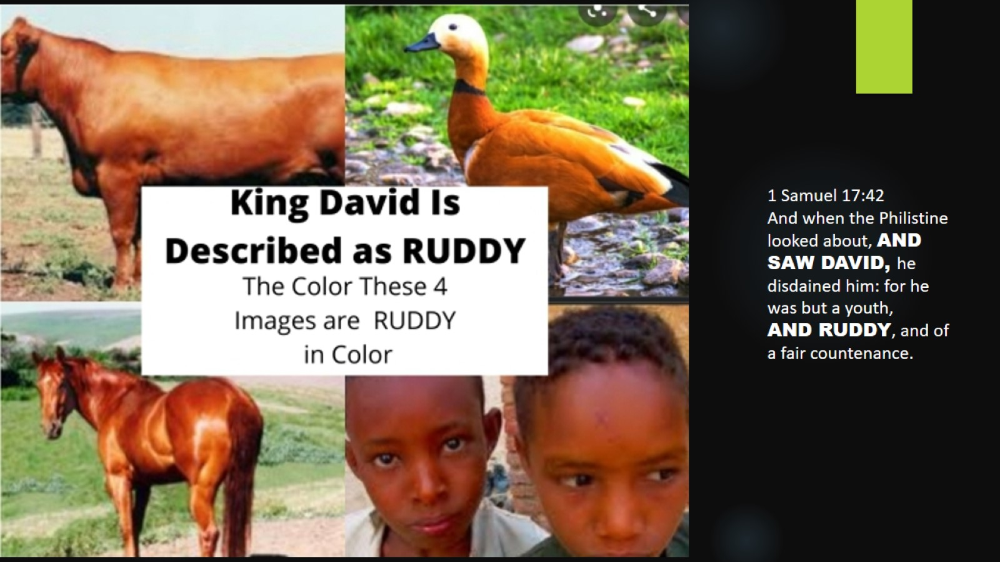 King David Is
Described as RUDDY
The Color These 4
Images are  RUDDY
in Color
1 Samuel 17:42
And when the Philistine
looked about, AND
SAW DAVID, he
disdained him: for he
was but a youth,
AND RUDDY, and of
a fair countenance.